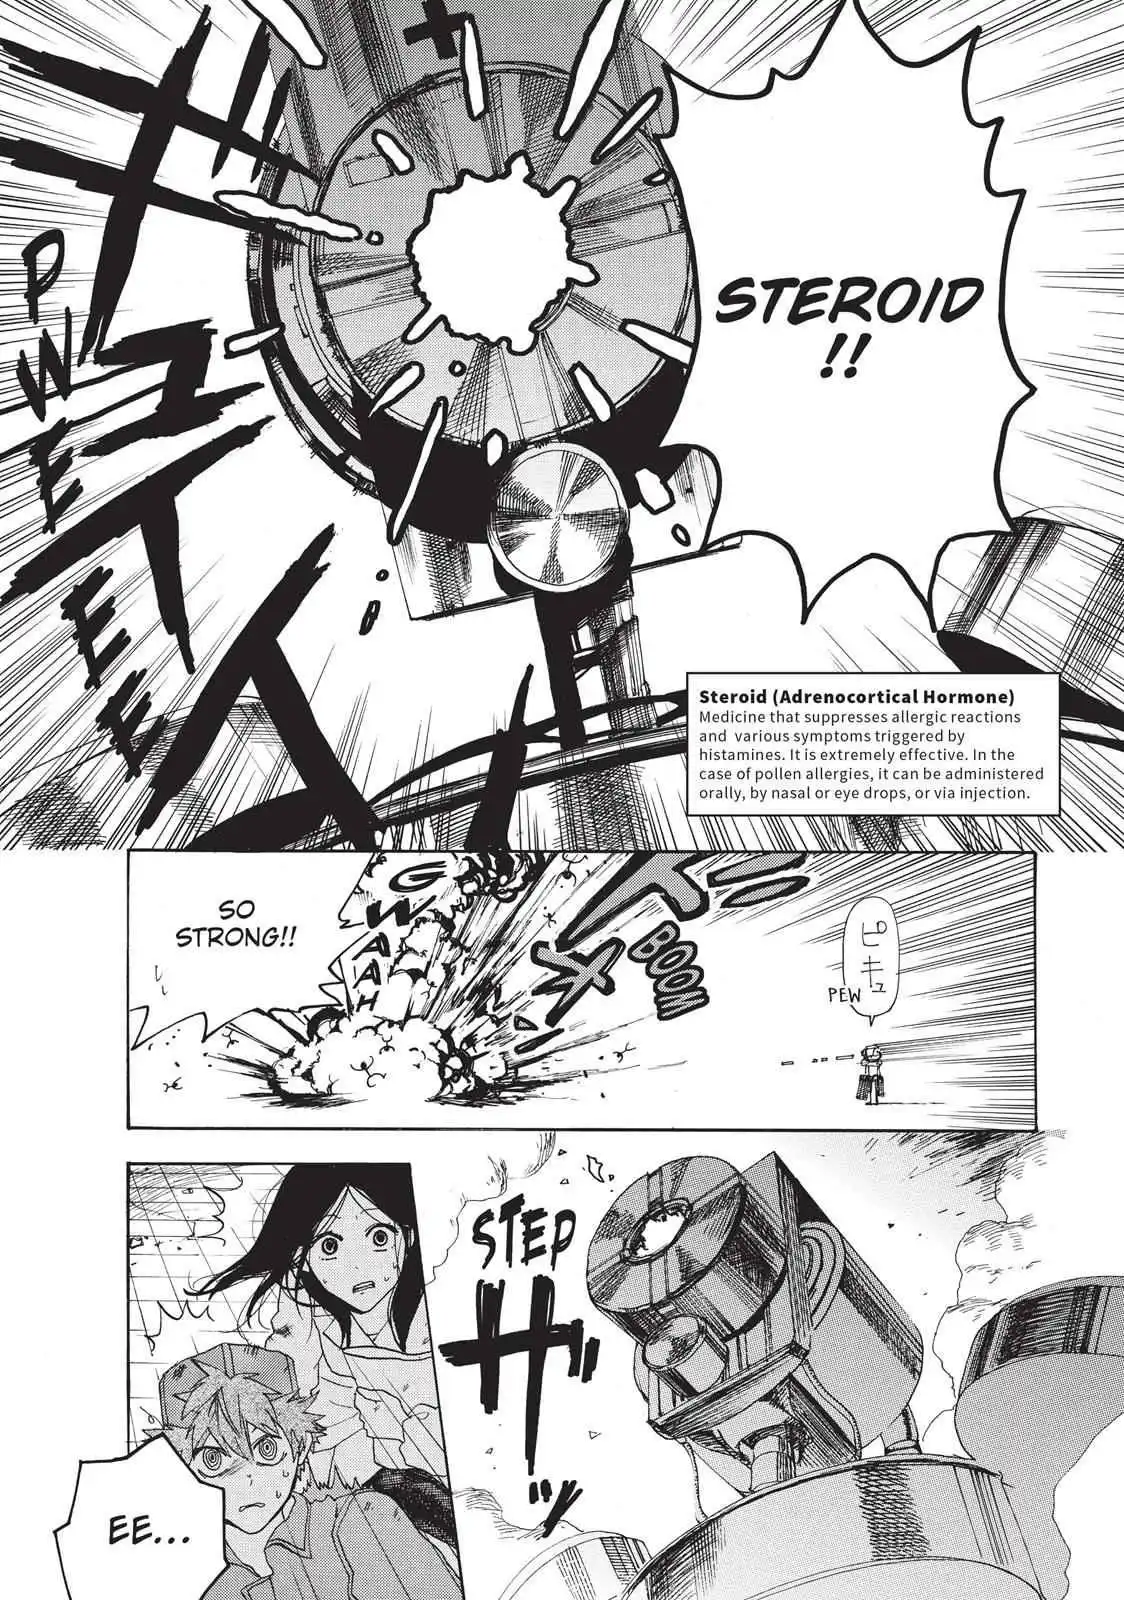 STEROID
!!
PWEEEE
Steroid (Adrenocortical Hormone)
Medicine that suppresses allergic reactions
and various symptoms triggered by
histamines. It is extremely effective. In the
case of pollen allergies, it can be administered
orally, by nasal or eye drops, or via injection.
SO
STRONG!!
GWAAH
BOOM
ピキュ
PEW
STEP
ザッ
EE...